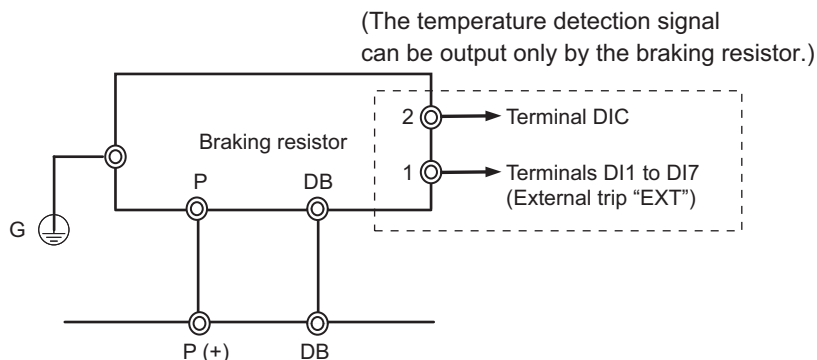 (The temperature detection signal
can be output only by the braking resistor.)
2 Terminal DIC
Braking resistor
1 Terminals DI1 to DI7
(External trip “EXT”)
P DB
G
P (+) DB